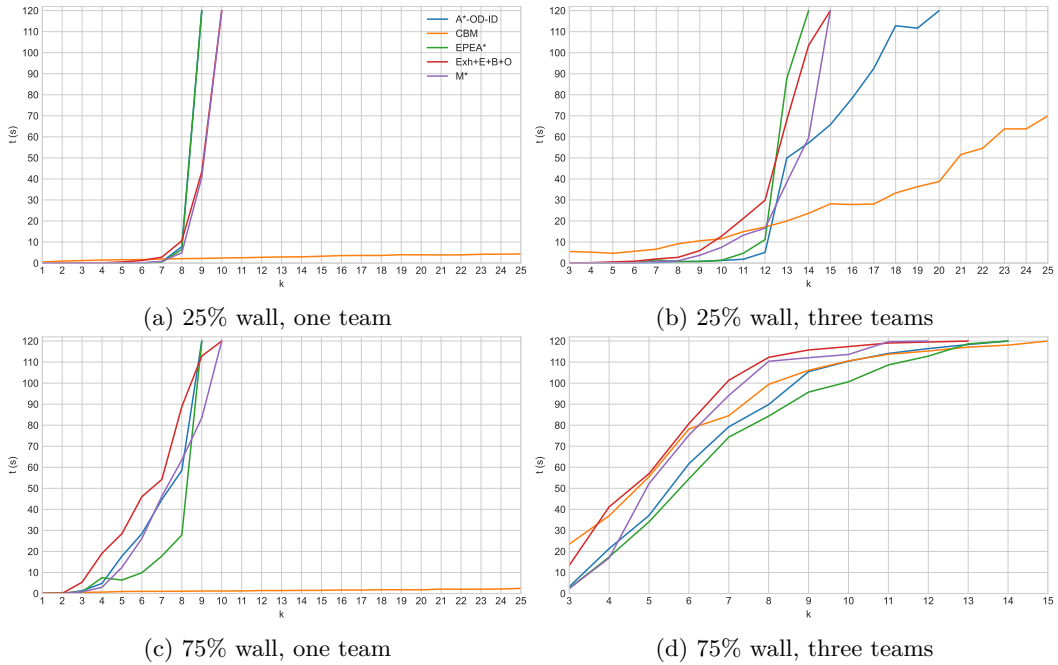 120
110
100
90
80
70
60
50
40
30
20
10
0
t (s)
1 2 3 4 5 6 7 8 9 10 11 12 13 14 15 16 17 18 19 20 21 22 23 24 25
k
A*-OD-ID
CBM
EPEA*
Exh+E+B+O
M*
(a) 25% wall, one team
120
110
100
90
80
70
60
50
40
30
20
10
0
t (s)
3 4 5 6 7 8 9 10 11 12 13 14 15 16 17 18 19 20 21 22 23 24 25
k
(b) 25% wall, three teams
120
110
100
90
80
70
60
50
40
30
20
10
0
t (s)
1 2 3 4 5 6 7 8 9 10 11 12 13 14 15 16 17 18 19 20 21 22 23 24 25
k
(c) 75% wall, one team
120
110
100
90
80
70
60
50
40
30
20
10
0
t (s)
3 4 5 6 7 8 9 10 11 12 13 14 15
k
(d) 75% wall, three teams